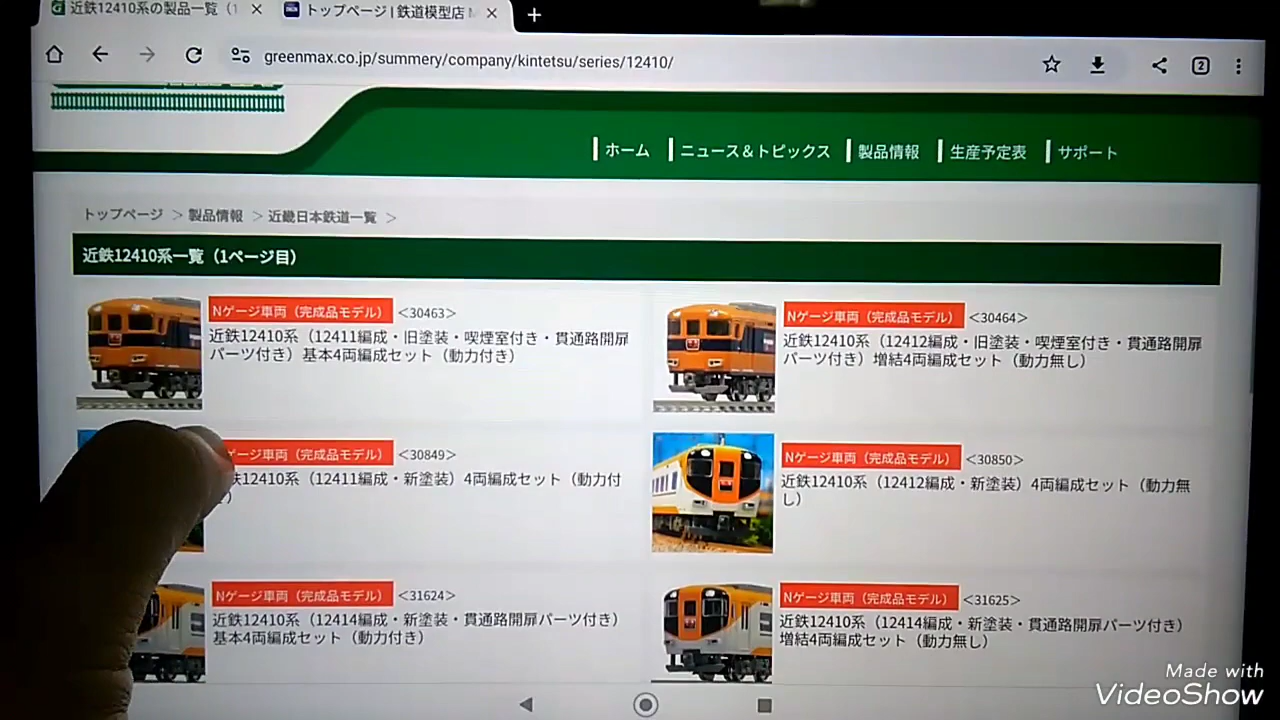 近鉄12410系の製品一覧（1
トップページ | 鉄道模型店
greenmax.co.jp/summery/company/kintetsu/series/12410/
2
ホーム
ニュース＆トピックス
製品情報
生産予定表
サポート
トップページ ＞製品情報 ＞近畿日本鉄道一覧 ＞
近鉄12410系一覧（1ページ目）
Nゲージ車両（完成品モデル） ＜30463＞
近鉄12410系（12411編成・旧塗装・喫煙室付き・貫通路開扉
パーツ付き）基本4両編成セット（動力付き）
Nゲージ車両（完成品モデル） ＜30464＞
近鉄12410系（12412編成・旧塗装・喫煙室付き・貫通路開扉
パーツ付き）増結4両編成セット（動力無し）
ゲージ車両（完成品モデル） ＜30849＞
鉄12410系（12411編成・新塗装）4両編成セット（動力付
）
Nゲージ車両（完成品モデル） ＜30850＞
近鉄12410系（12412編成・新塗装）4両編成セット（動力無
し）
Nゲージ車両（完成品モデル） ＜31624＞
近鉄12410系（12414編成・新塗装・貫通路開扉パーツ付き）
基本4両編成セット（動力付き）
Nゲージ車両（完成品モデル） ＜31625＞
近鉄12410系（12414編成・新塗装・貫通路開扉パーツ付き）
増結4両編成セット（動力無し）
Made with
VideoShow